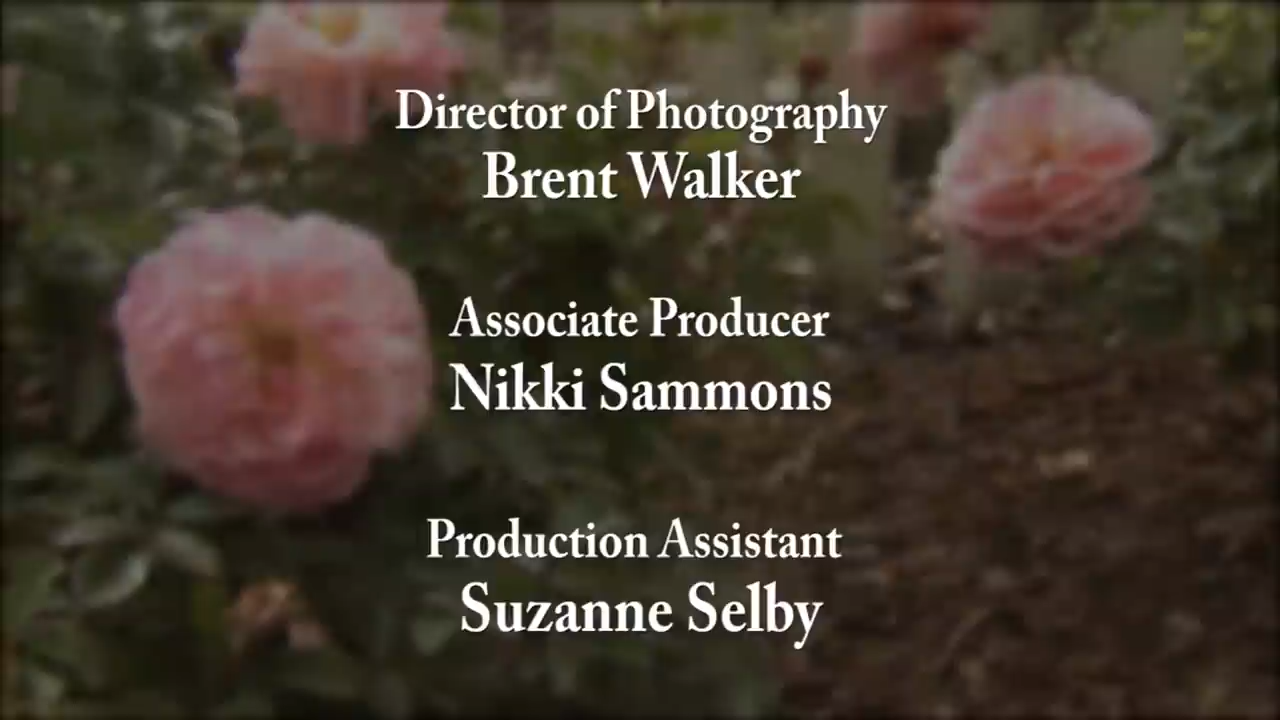 Director of Photography
Brent Walker
Associate Producer
Nikki Sammons
Production Assistant
Suzanne Selby